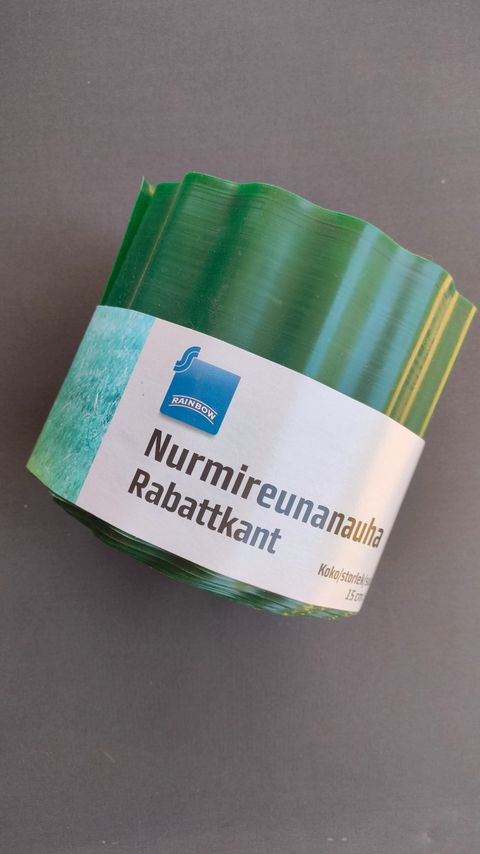 RAINBOW
Nurmireunanauha
Rabattkant
Koko/storlek/
15 cm